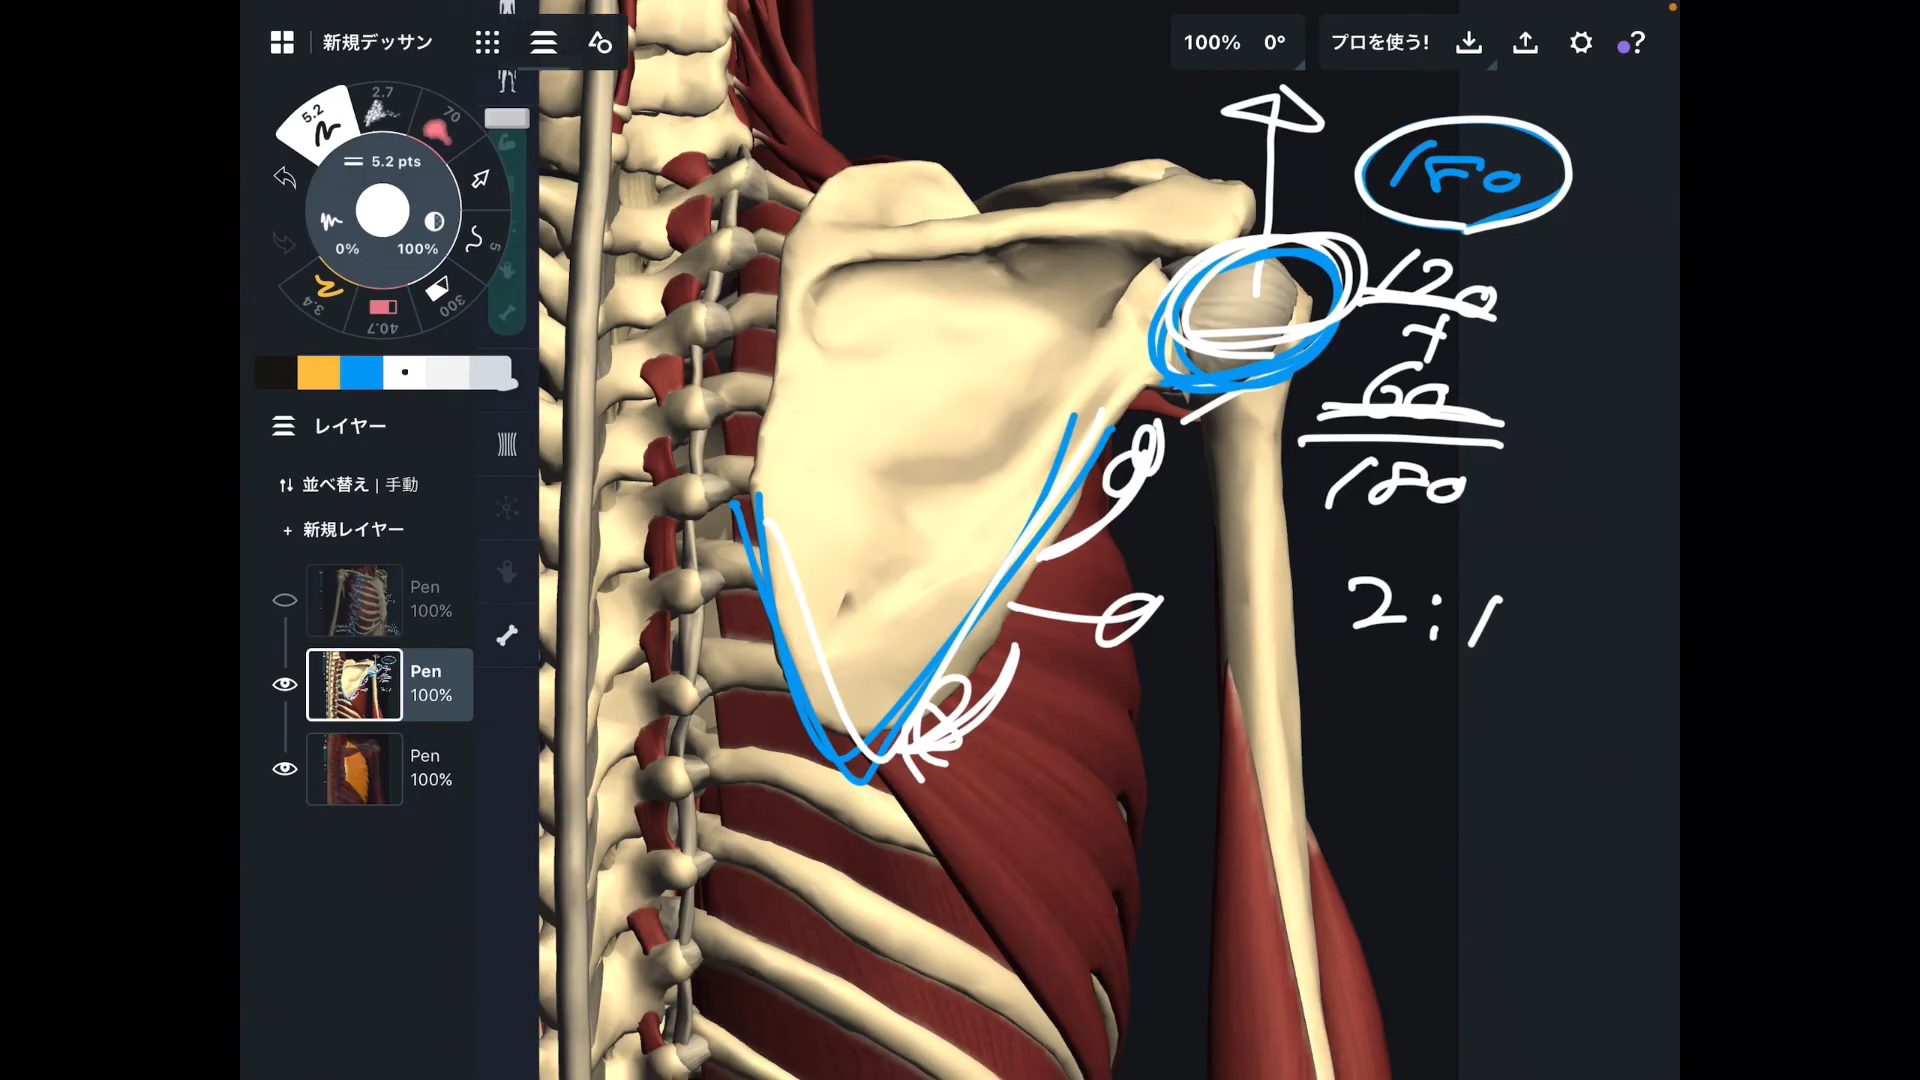 新規デッサン
100% 0° プロを使う! ?
2.7
5.2
70
5.2 pts
0% 100%
5
3.4
40.7
300
レイヤー
並べ替え | 手動
+ 新規レイヤー
Pen
100%
Pen
100%
Pen
100%
120
+
60
180
2:1